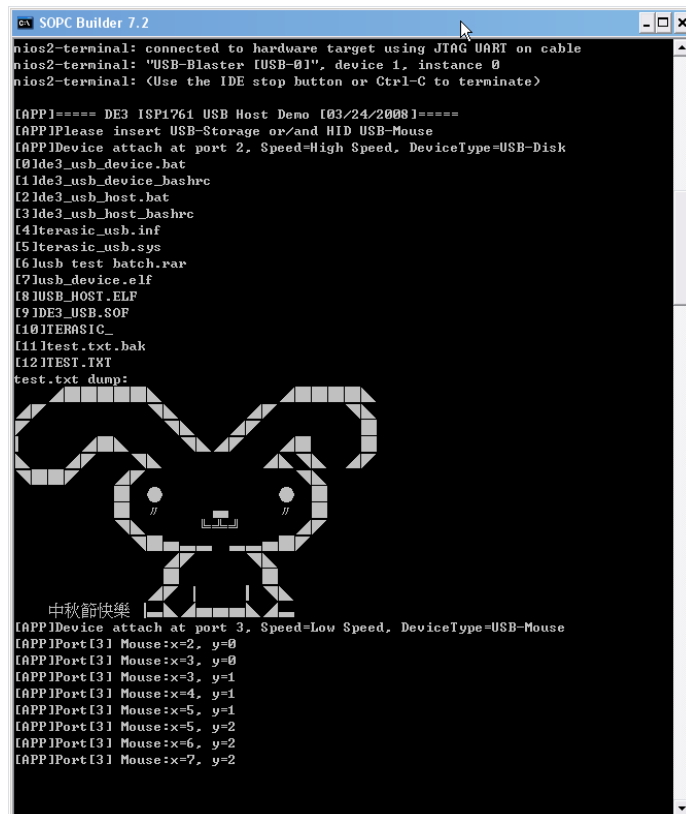 SOPC Builder 7.2
nios2-terminal: connected to hardware target using JTAG UART on cable
nios2-terminal: "USB-Blaster [USB-0]", device 1, instance 0
nios2-terminal: (Use the IDE stop button or Ctrl-C to terminate)
[APP]===== DE3 ISP1761 USB Host Demo [03/24/2008]=====
[APP]Please insert USB-Storage or/and HID USB-Mouse
[APP]Device attach at port 2, Speed=High Speed, DeviceType=USB-Disk
[0]de3_usb_device.bat
[1]de3_usb_device_bashrc
[2]de3_usb_host.bat
[3]de3_usb_host_bashrc
[4]terasic_usb.inf
[5]terasic_usb.sys
[6]usb test batch.rar
[7]usb_device.elf
[8]USB_HOST.ELF
[9]DE3_USB.SOF
[10]TERASIC_
[11]test.txt.bak
[12]TEST.TXT
test.txt dump:
中秋節快樂
[APP]Device attach at port 3, Speed=Low Speed, DeviceType=USB-Mouse
[APP]Port[3] Mouse:x=2, y=0
[APP]Port[3] Mouse:x=3, y=0
[APP]Port[3] Mouse:x=3, y=1
[APP]Port[3] Mouse:x=4, y=1
[APP]Port[3] Mouse:x=5, y=1
[APP]Port[3] Mouse:x=5, y=2
[APP]Port[3] Mouse:x=6, y=2
[APP]Port[3] Mouse:x=7, y=2